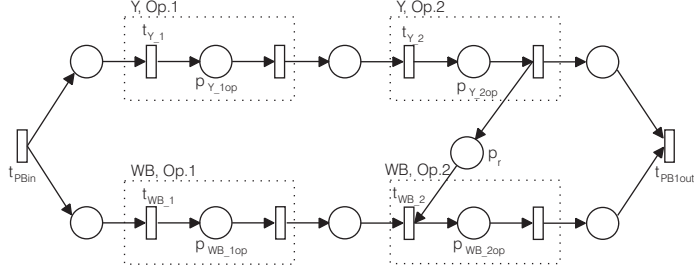 Y, Op.1
Y, Op.2
t_Y_1
t_Y_2
p_Y_1op
p_Y_2op
t_PBin
p_r
t_PB1out
WB, Op.1
WB, Op.2
t_WB_1
t_WB_2
p_WB_1op
p_WB_2op